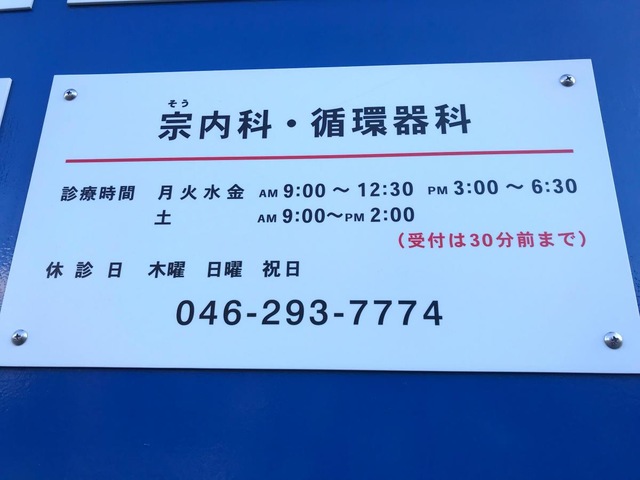 そう
宗内科・循環器科
診療時間 月火水金 AM 9:00 〜 12:30 PM 3:00 〜 6:30
土 AM 9:00〜PM 2:00
(受付は30分前まで)
休診日 木曜 日曜 祝日
046-293-7774